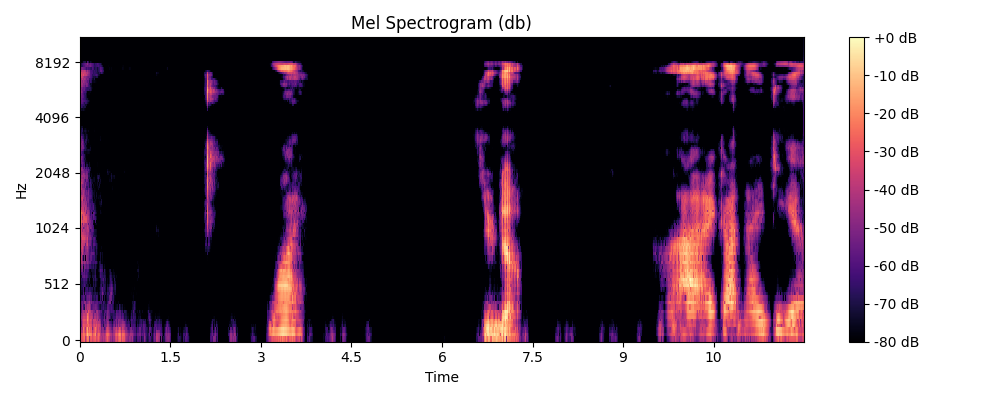 Mel Spectrogram (db)
Hz
8192
4096
2048
1024
512
0
0 1.5 3 4.5 6 7.5 9 10
Time
+0 dB
-10 dB
-20 dB
-30 dB
-40 dB
-50 dB
-60 dB
-70 dB
-80 dB